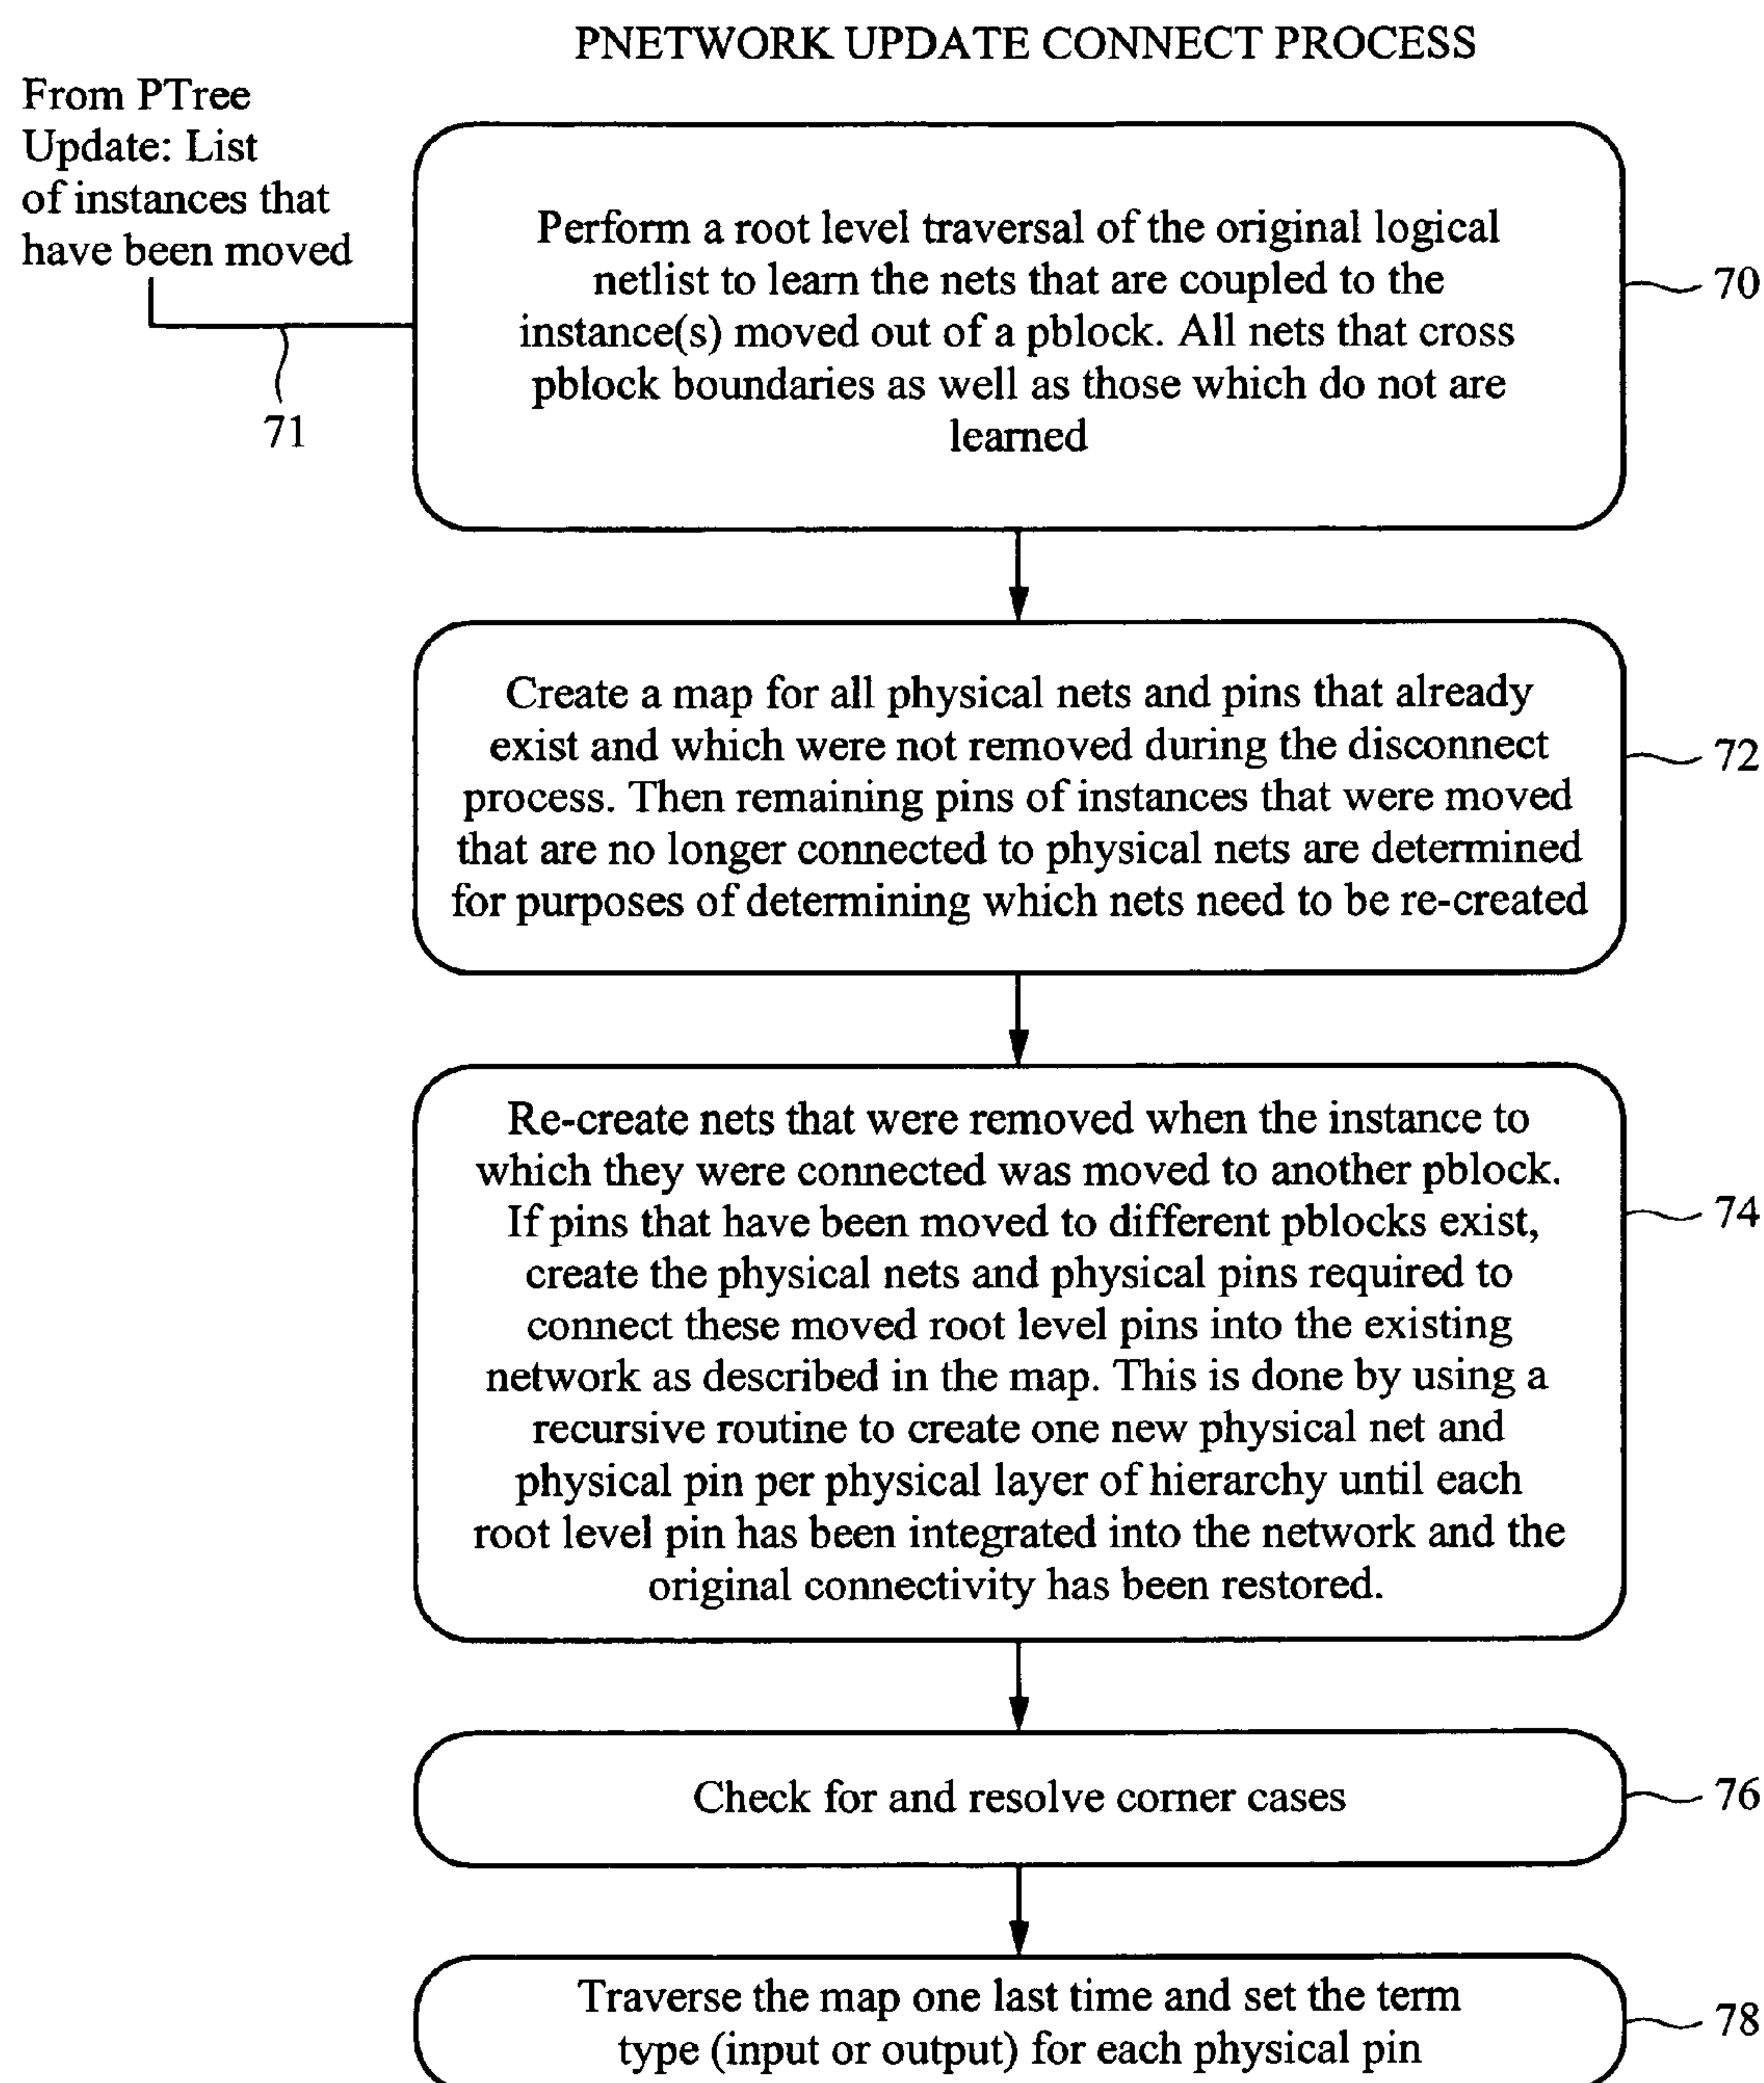 PNETWORK UPDATE CONNECT PROCESS
From PTree
Update: List
of instances that
have been moved
71
Perform a root level traversal of the original logical
netlist to learn the nets that are coupled to the
instance(s) moved out of a pblock. All nets that cross
pblock boundaries as well as those which do not are
learned
70
Create a map for all physical nets and pins that already
exist and which were not removed during the disconnect
process. Then remaining pins of instances that were moved
that are no longer connected to physical nets are determined
for purposes of determining which nets need to be re-created
72
Re-create nets that were removed when the instance to
which they were connected was moved to another pblock.
If pins that have been moved to different pblocks exist,
create the physical nets and physical pins required to
connect these moved root level pins into the existing
network as described in the map. This is done by using a
recursive routine to create one new physical net and
physical pin per physical layer of hierarchy until each
root level pin has been integrated into the network and the
original connectivity has been restored.
74
Check for and resolve corner cases
76
Traverse the map one last time and set the term
type (input or output) for each physical pin
78